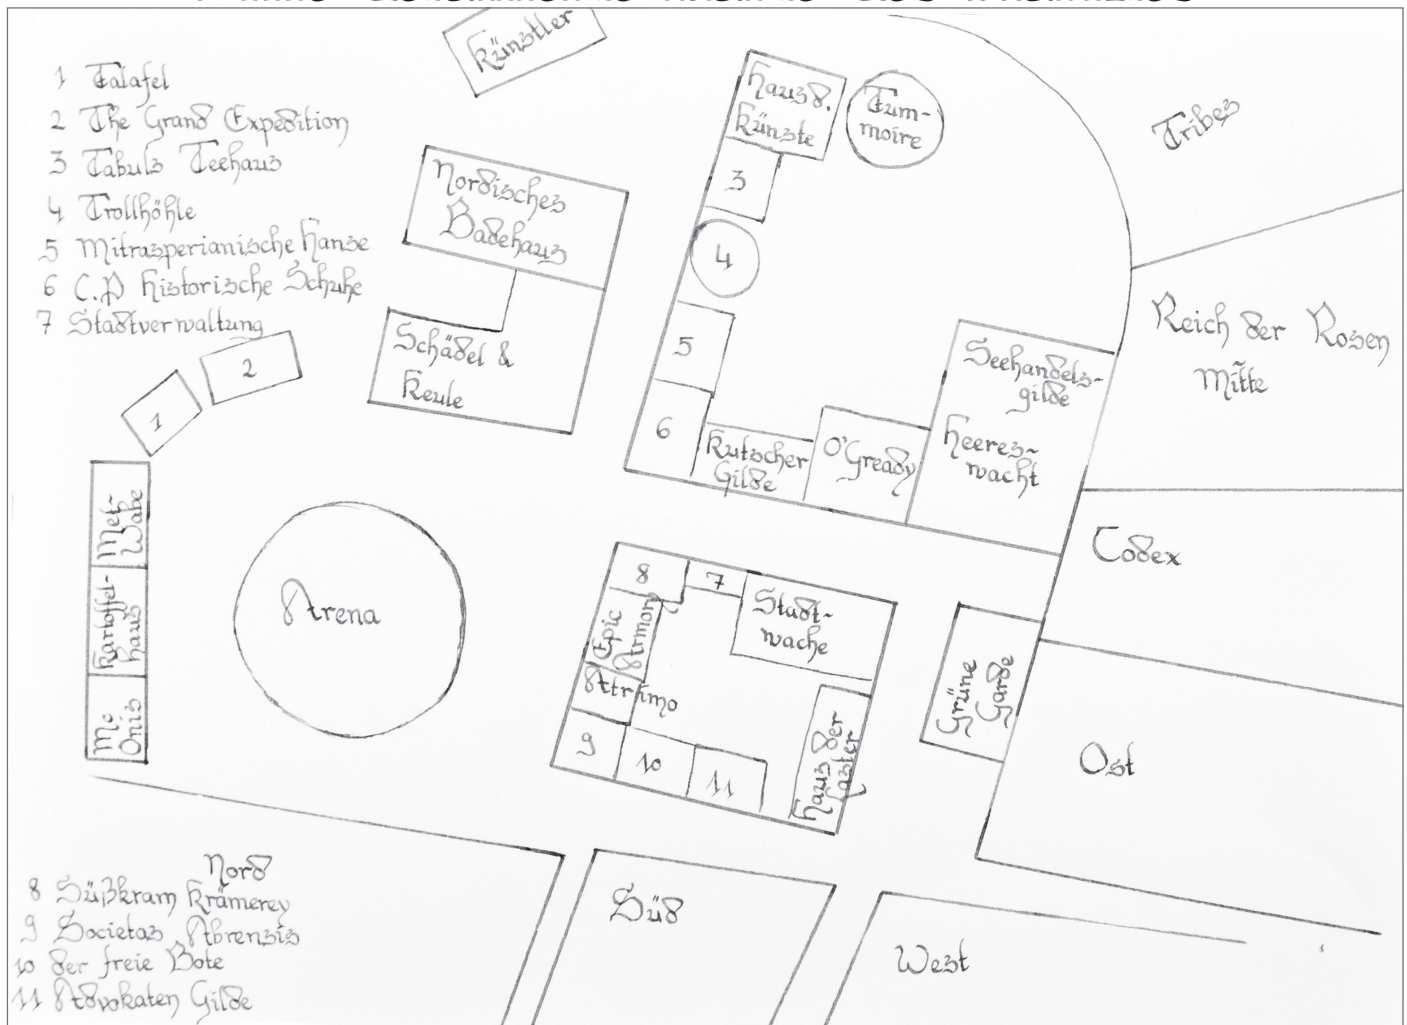 Künstler
1 Talafel
2 The Grand Expedition
3 Tabuls Teehaus
4 Trollhöhle
5 Mitrasperianische Hanse
6 C.P Historische Schuhe
7 Stadtverwaltung
Haus d.
Künste
Tum-
moire
Tribes
3
4
5
6
Nordisches
Badehaus
Schädel &
Keule
2
1
Reich der Rosen
Mitte
Seehandels-
gilde
Heeres-
wacht
Kutscher
Gilde
O'Gready
Met-
Wabe
Kartoffel-
haus
Mc
Onis
Arena
Codex
8
7
Stadt-
wache
Epic
Armory
Atrimo
9
10
11
Haus der
Laster
Grüne
Garde
Ost
Nord
8 Süßkram Krämerey
9 Societas Abrensis
10 der freie Bote
11 Advokaten Gilde
Süd
West